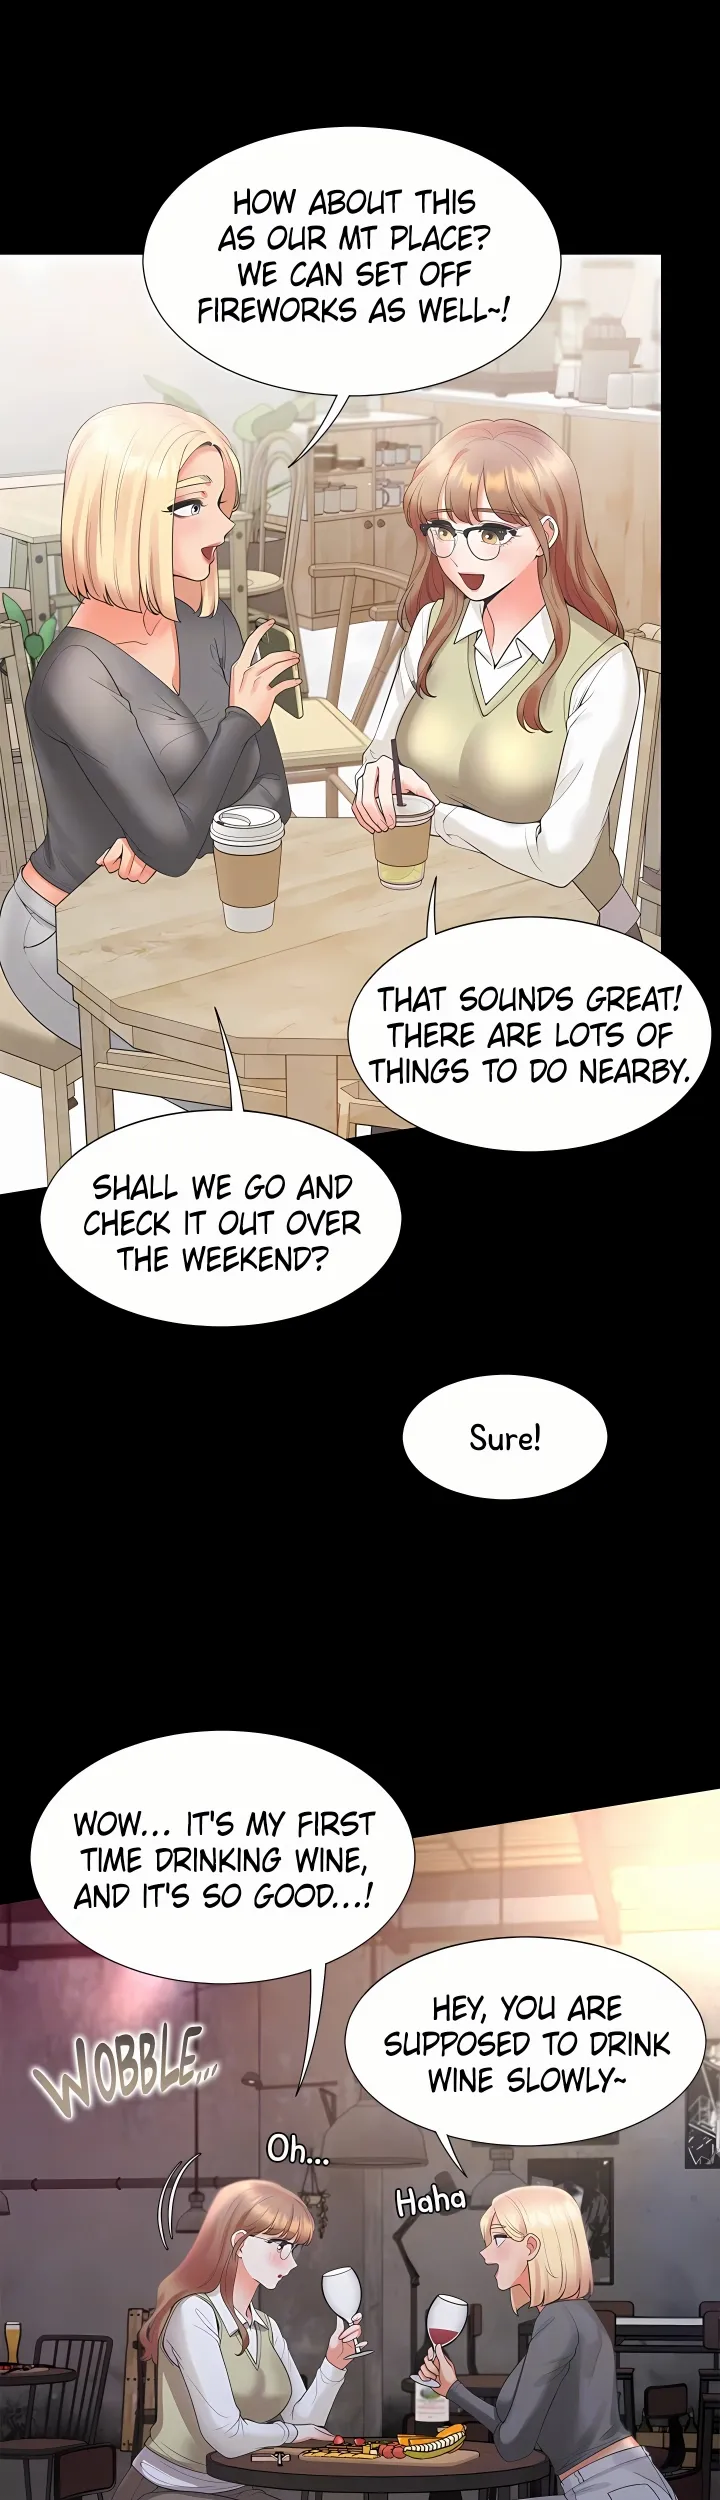 HOW ABOUT THIS
AS OUR MT PLACE?
WE CAN SET OFF
FIREWORKS AS WELL~!
THAT SOUNDS GREAT!
THERE ARE LOTS OF
THINGS TO DO NEARBY.
SHALL WE GO AND
CHECK IT OUT OVER
THE WEEKEND?
Sure!
WOW... IT'S MY FIRST
TIME DRINKING WINE,
AND IT'S SO GOOD...!
HEY, YOU ARE
SUPPOSED TO DRINK
WINE SLOWLY~
WOBBLE...
Oh...
Haha